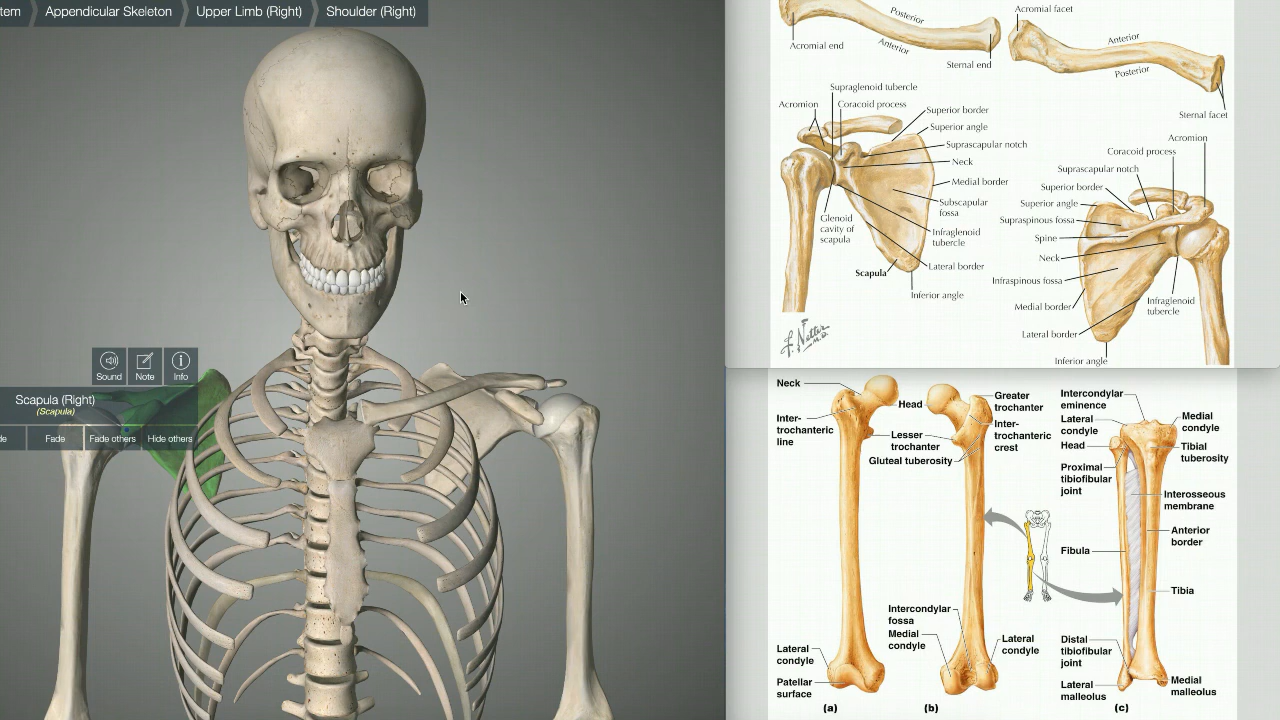 tem
Appendicular Skeleton
Upper Limb (Right)
Shoulder (Right)
Sound
Note
Info
Scapula (Right)
(Scapula)
de
Fade
Fade others
Hide others
Posterior
Anterior
Acromial end
Sternal end
Acromial facet
Anterior
Posterior
Sternal facet
Supraglenoid tubercle
Acromion
Coracoid process
Superior border
Superior angle
Suprascapular notch
Neck
Medial border
Subscapular
fossa
Glenoid
cavity of
scapula
Infraglenoid
tubercle
Scapula
Lateral border
Inferior angle
Acromion
Coracoid process
Suprascapular notch
Superior border
Superior angle
Supraspinous fossa
Spine
Neck
Infraspinous fossa
Medial border
Infraglenoid
tubercle
Lateral border
Inferior angle
F. Netter
M.D.
Neck
Inter-
trochanteric
line
Head
Lesser
trochanter
Gluteal tuberosity
Greater
trochanter
Inter-
trochanteric
crest
Intercondylar
fossa
Medial
condyle
Lateral
condyle
Lateral
condyle
Patellar
surface
(a)
(b)
Intercondylar
eminence
Lateral
condyle
Head
Proximal
tibiofibular
joint
Medial
condyle
Tibial
tuberosity
Interosseous
membrane
Anterior
border
Fibula
Tibia
Distal
tibiofibular
joint
Lateral
malleolus
Medial
malleolus
(c)